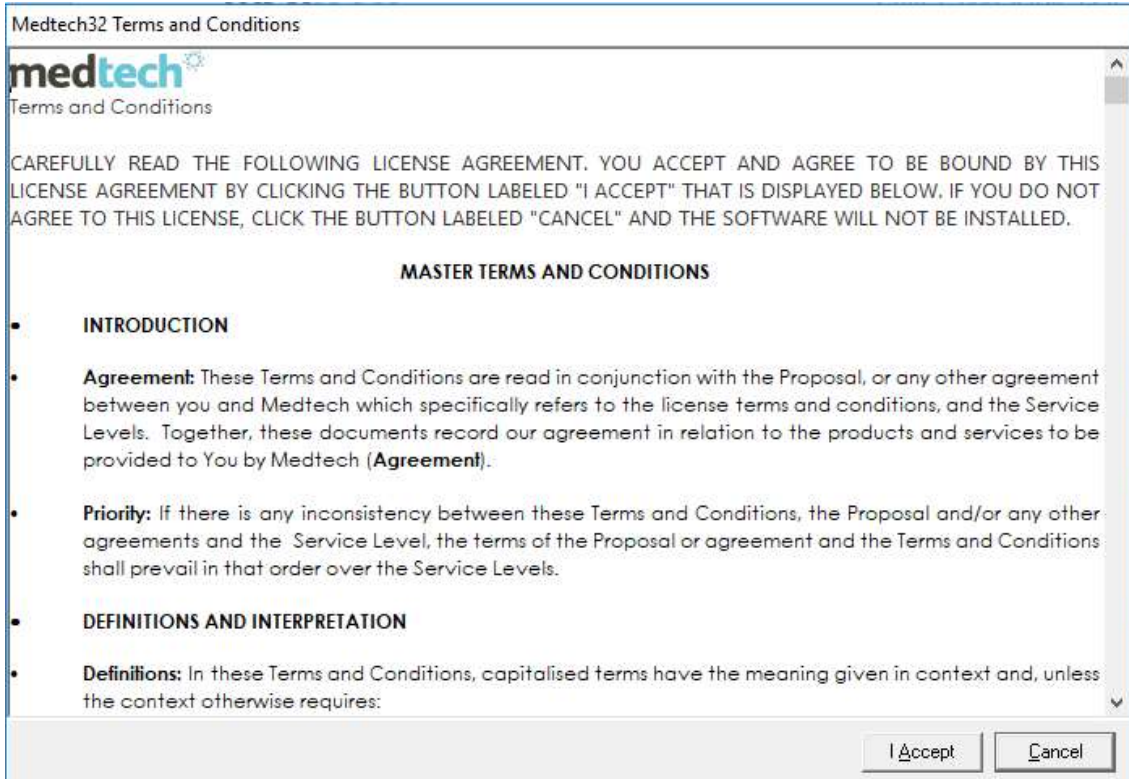 Medtech32 Terms and Conditions
medtech
Terms and Conditions
CAREFULLY READ THE FOLLOWING LICENSE AGREEMENT. YOU ACCEPT AND AGREE TO BE BOUND BY THIS
LICENSE AGREEMENT BY CLICKING THE BUTTON LABELED "I ACCEPT" THAT IS DISPLAYED BELOW. IF YOU DO NOT
AGREE TO THIS LICENSE, CLICK THE BUTTON LABELED "CANCEL" AND THE SOFTWARE WILL NOT BE INSTALLED.
MASTER TERMS AND CONDITIONS
• INTRODUCTION
• Agreement: These Terms and Conditions are read in conjunction with the Proposal, or any other agreement
between you and Medtech which specifically refers to the license terms and conditions, and the Service
Levels. Together, these documents record our agreement in relation to the products and services to be
provided to You by Medtech (Agreement).
• Priority: If there is any inconsistency between these Terms and Conditions, the Proposal and/or any other
agreements and the Service Level, the terms of the Proposal or agreement and the Terms and Conditions
shall prevail in that order over the Service Levels.
• DEFINITIONS AND INTERPRETATION
• Definitions: In these Terms and Conditions, capitalised terms have the meaning given in context and, unless
the context otherwise requires:
I Accept
Cancel